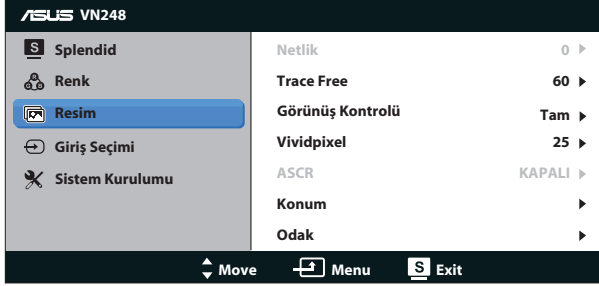 ASUS VN248
S Splendid
Renk
Resim
Giriş Seçimi
Sistem Kurulumu
Netlik 0
Trace Free 60
Görünüş Kontrolü Tam
Vividpixel 25
ASCR KAPALI
Konum
Odak
Move Menu S Exit